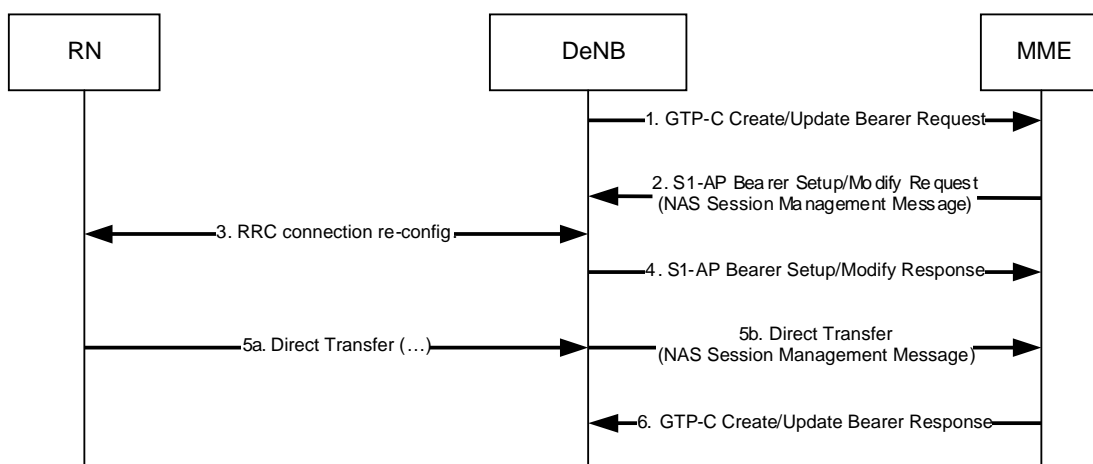 RN
DeNB
MME
1. GTP-C Create/Update Bearer Request
2. S1-AP Bearer Setup/Modify Request
(NAS Session Management Message)
3. RRC connection re-config.
4. S1-AP Bearer Setup/Modify Response
5a. Direct Transfer (…)
5b. Direct Transfer
(NAS Session Management Message)
6. GTP-C Create/Update Bearer Response